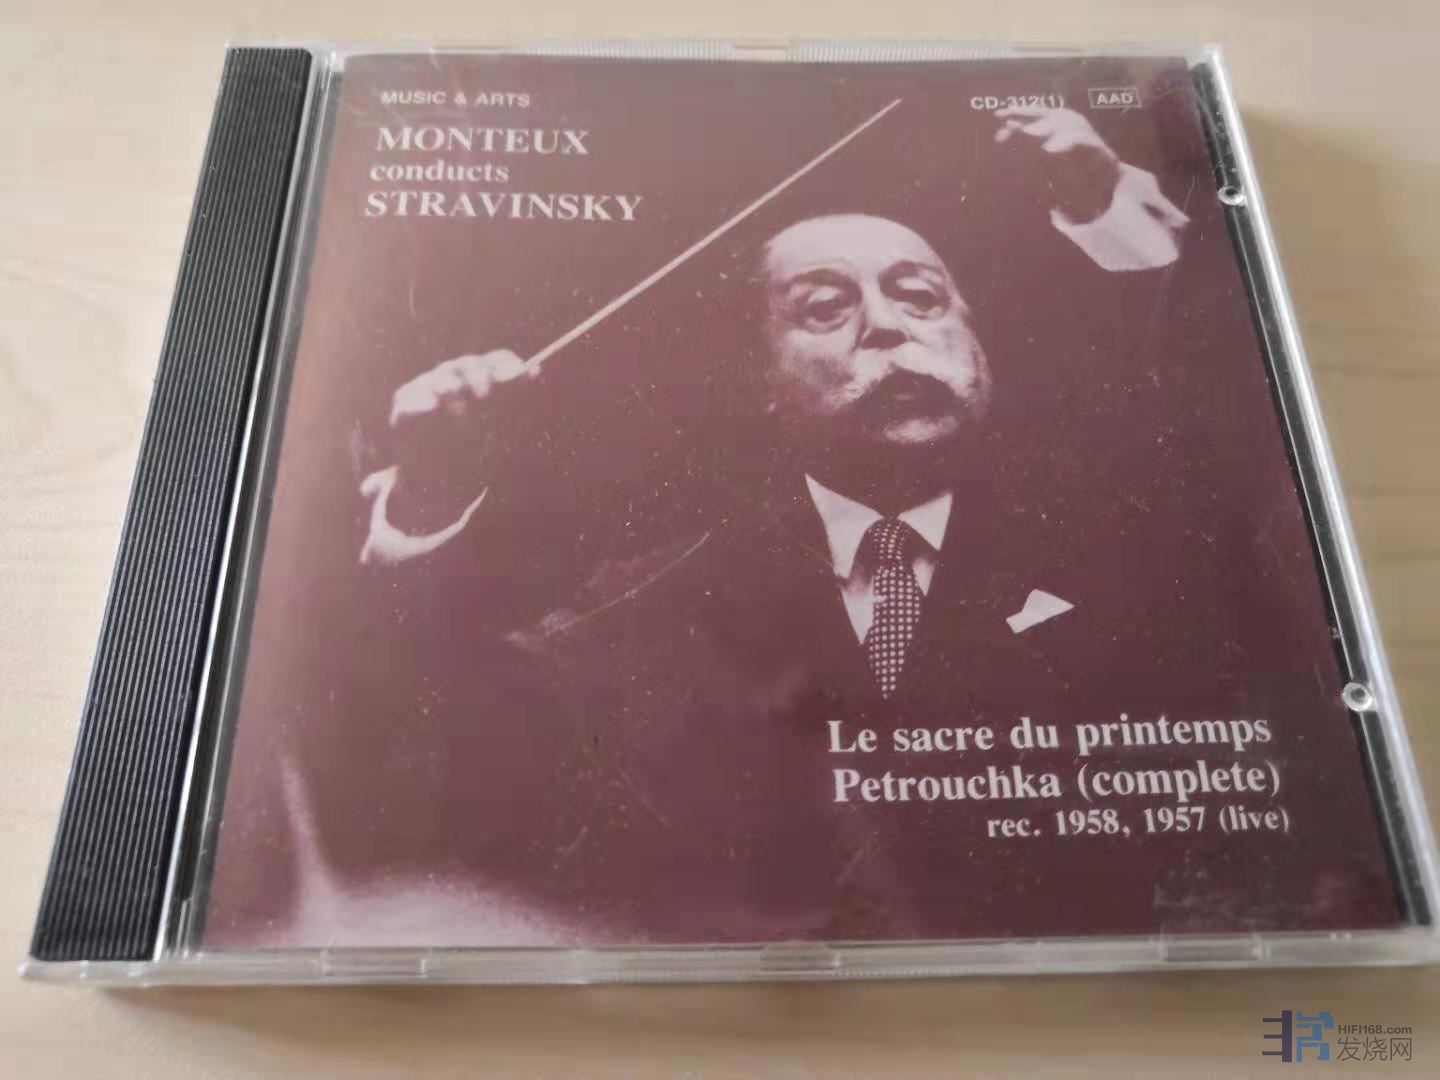 MUSIC & ARTS
CD-312(1) AAD
MONTEUX
conducts
STRAVINSKY
Le sacre du printemps
Petrouchka (complete)
rec. 1958, 1957 (live)
HIFI168.com
发烧网